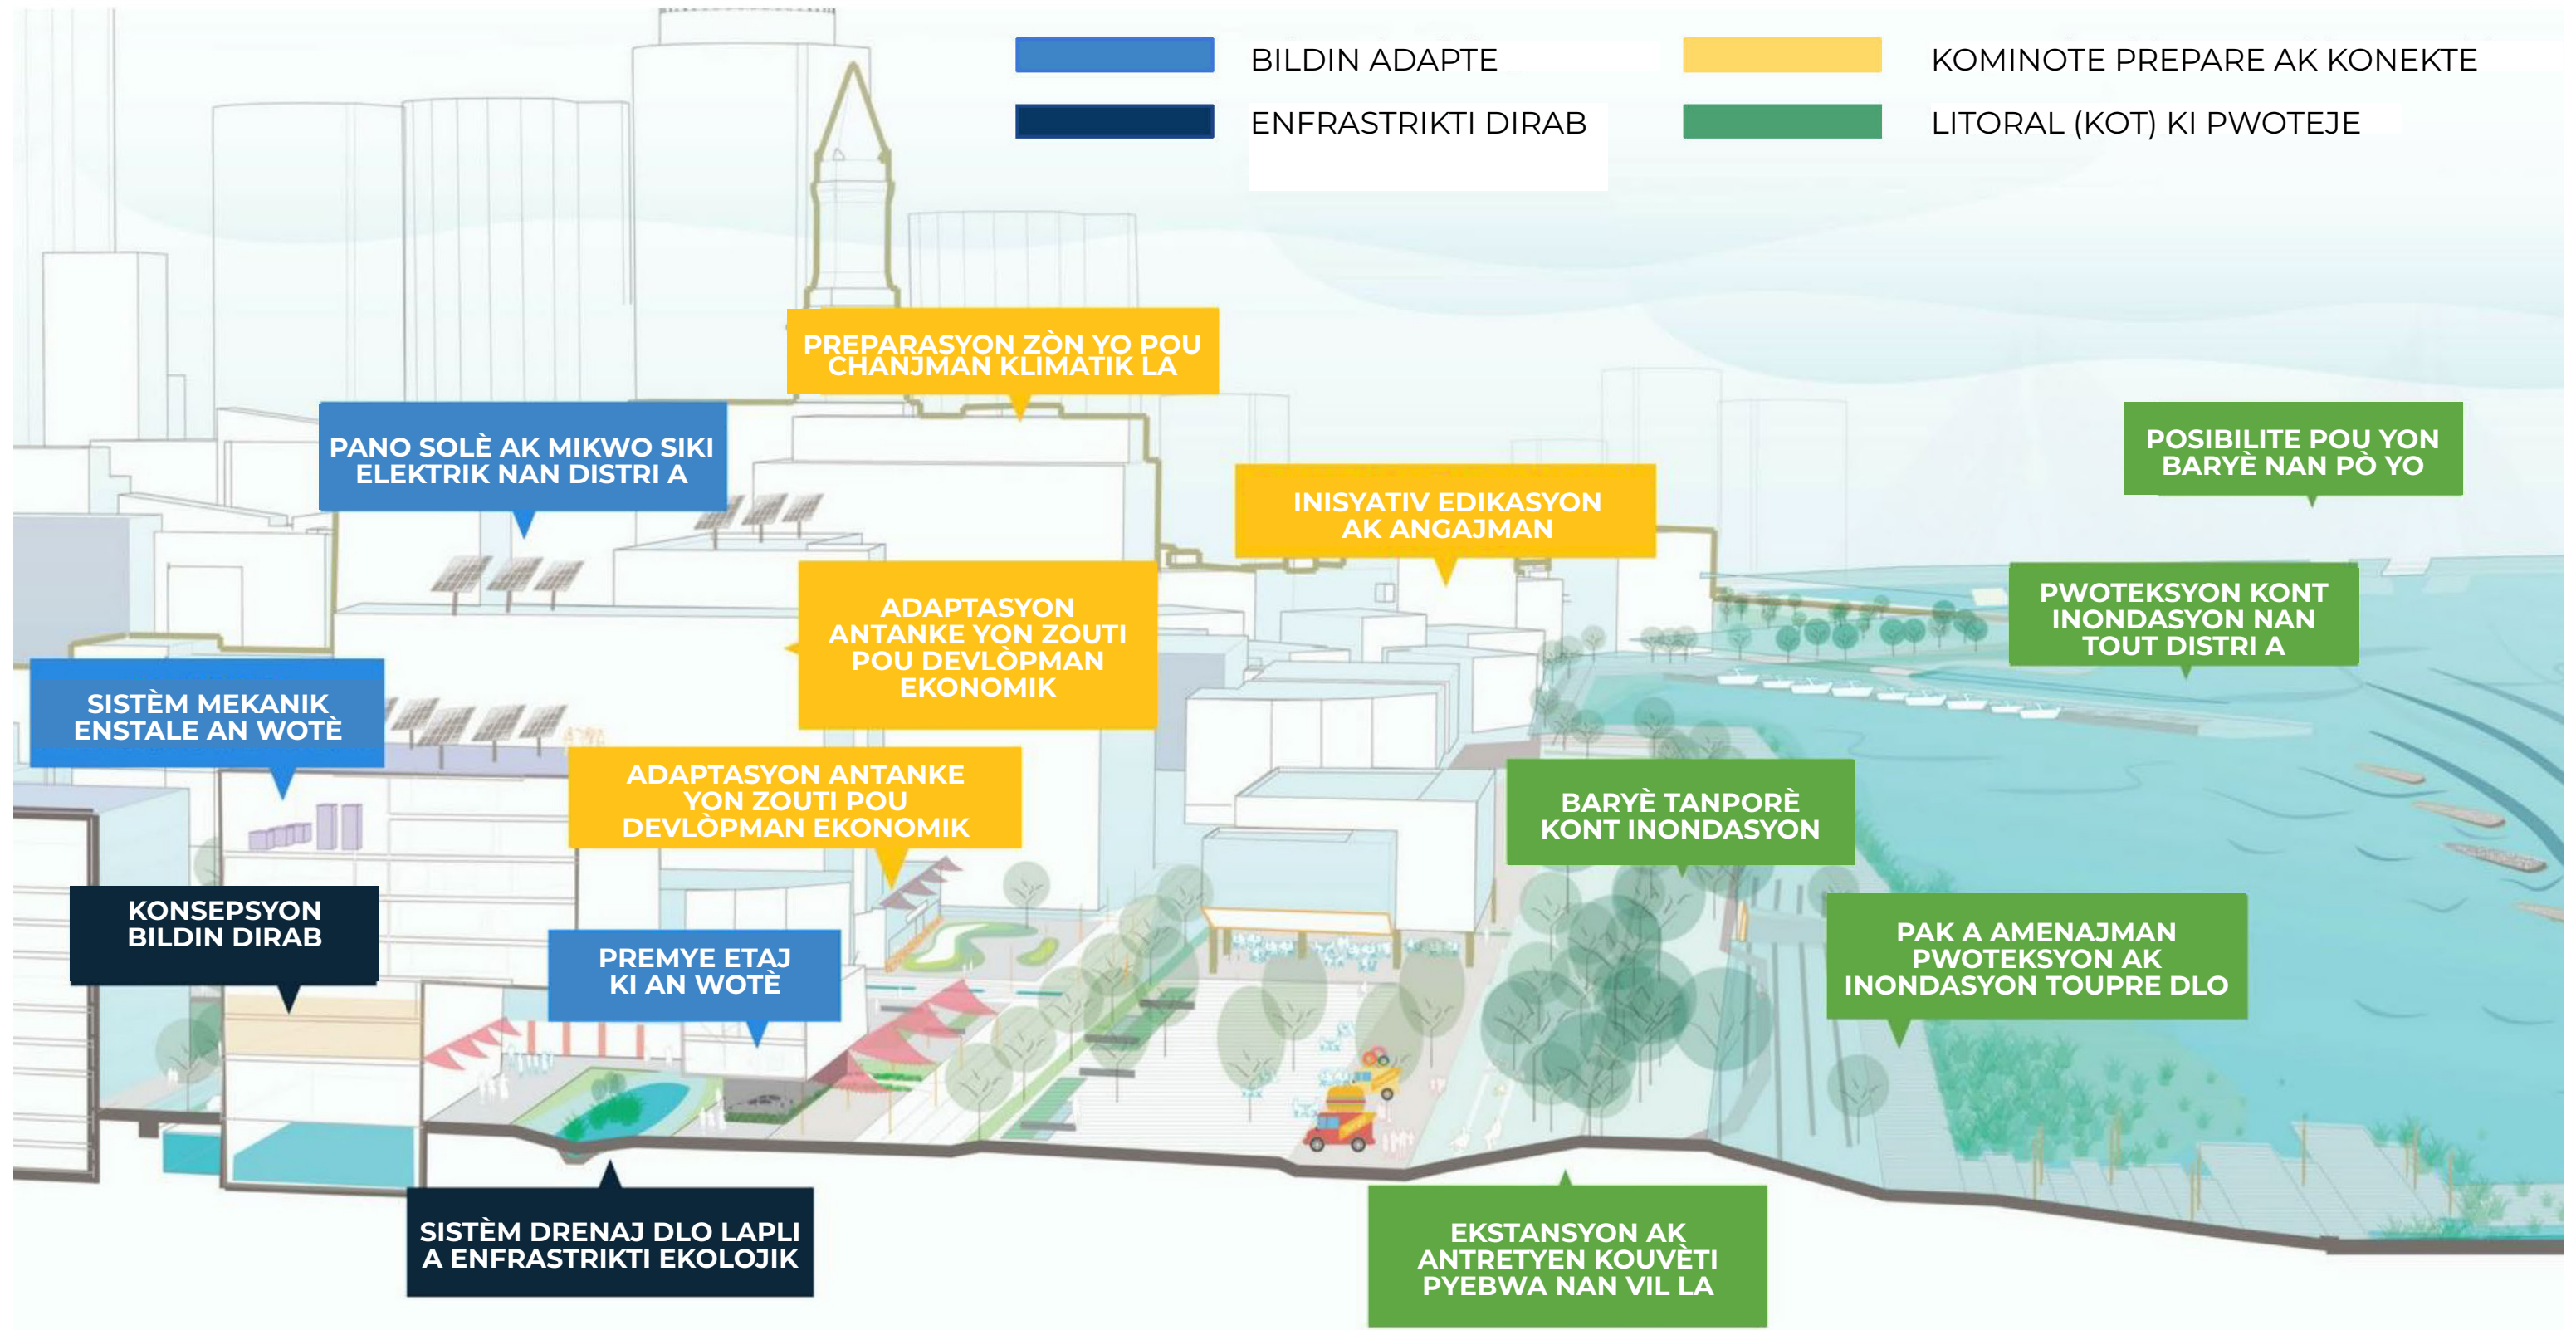 BILDIN ADAPTE
KOMINOTE PREPARE AK KONEKTE
ENFRASTRIKTI DIRAB
LITORAL (KOT) KI PWOTEJE
PREPARASYON ZÒN YO POU
CHANJMAN KLIMATIK LA
PANO SOLÈ AK MIKWO SIKI
ELEKTRIK NAN DISTRI A
POSIBILITE POU YON
BARYÈ NAN PÒ YO
INISYATIV EDIKASYON
AK ANGAJMAN
PWOTEKSYON KONT
INONDASYON NAN
TOUT DISTRI A
ADAPTASYON
ANTANKE YON ZOUTI
POU DEVLÒPMAN
EKONOMIK
SISTÈM MEKANIK
ENSTALE AN WOTÈ
ADAPTASYON ANTANKE
YON ZOUTI POU
DEVLÒPMAN EKONOMIK
BARYÈ TANPORÈ
KONT INONDASYON
KONSEPSYON
BILDIN DIRAB
PREMYE ETAJ
KI AN WOTÈ
PAK A AMENAJMAN
PWOTEKSYON AK
INONDASYON TOUPRE DLO
SISTÈM DRENAJ DLO LAPLI
A ENFRASTRIKTI EKOLOJIK
EKSTANSYON AK
ANTRETYEN KOUVÈTI
PYEBWA NAN VIL LA